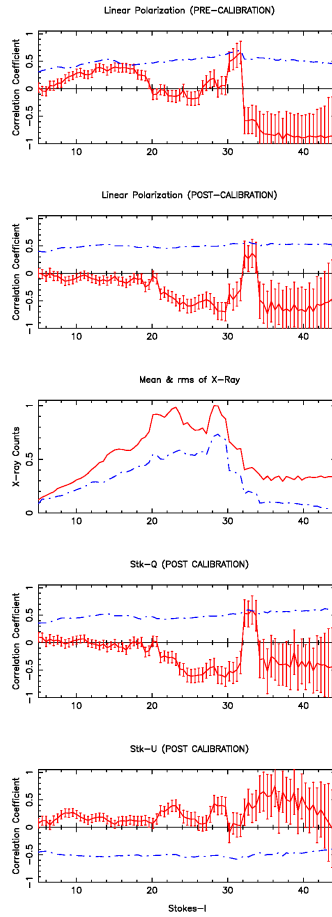 Linear Polarization (PRE-CALIBRATION)
Correlation Coefficient
1
0.5
0
-0.5
-1
10 20 30 40
Linear Polarization (POST-CALIBRATION)
Correlation Coefficient
1
0.5
0
-0.5
-1
10 20 30 40
Mean & rms of X-Ray
X-ray Counts
1
0.5
0
10 20 30 40
Stk-Q (POST CALIBRATION)
Correlation Coefficient
1
0.5
0
-0.5
-1
10 20 30 40
Stk-U (POST CALIBRATION)
Correlation Coefficient
1
0.5
0
-0.5
-1
10 20 30 40
Stokes-I